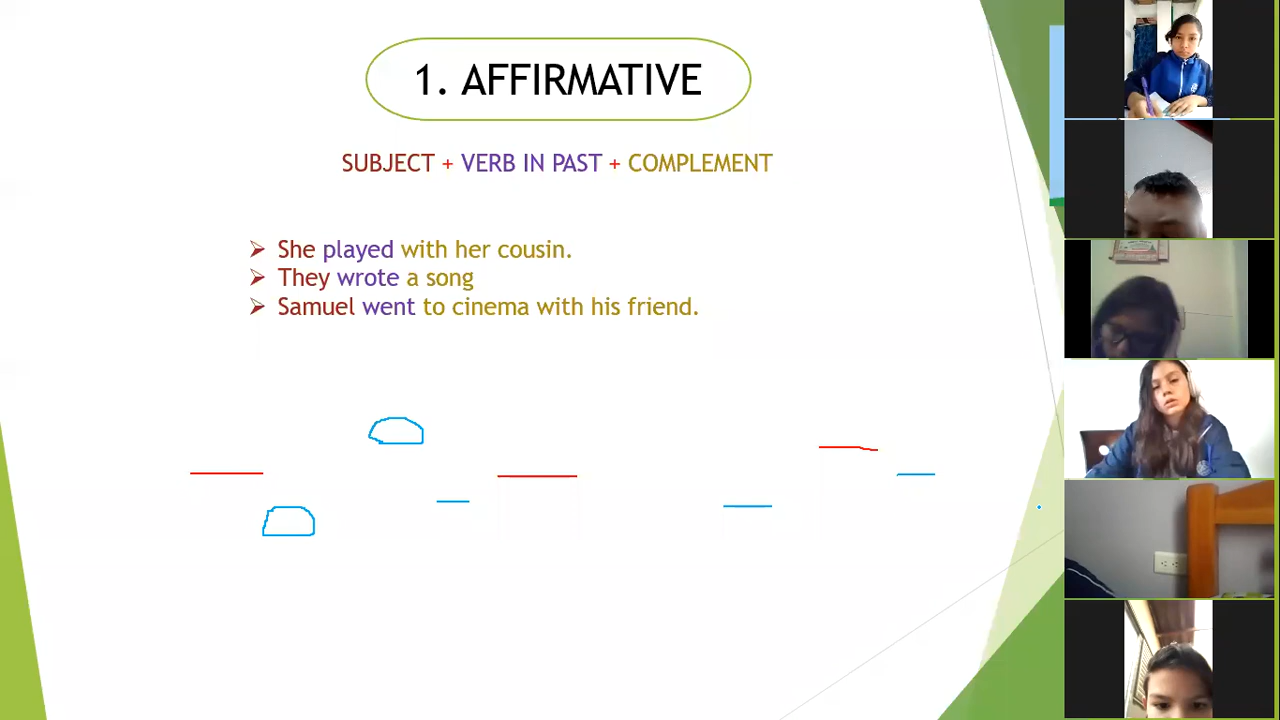 1. AFFIRMATIVE
SUBJECT + VERB IN PAST + COMPLEMENT
She played with her cousin.
They wrote a song
Samuel went to cinema with his friend.